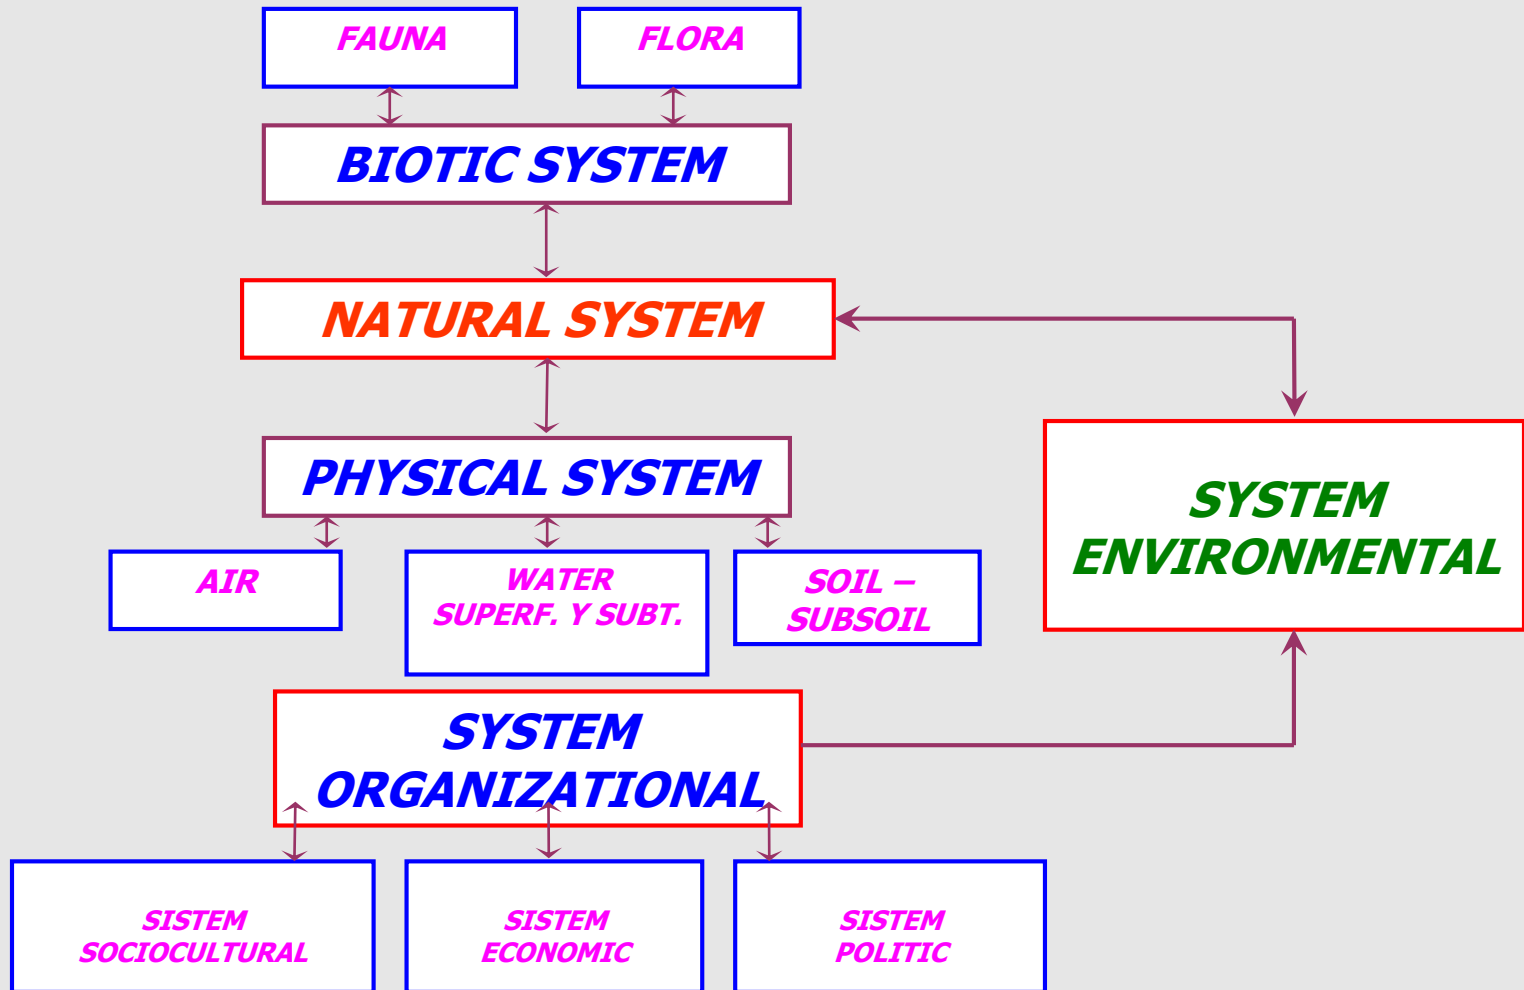 FAUNA
FLORA
BIOTIC SYSTEM
NATURAL SYSTEM
PHYSICAL SYSTEM
SYSTEM
ENVIRONMENTAL
AIR
WATER
SUPERF. Y SUBT.
SOIL –
SUBSOIL
SYSTEM
ORGANIZATIONAL
SISTEM
SOCIOCULTURAL
SISTEM
ECONOMIC
SISTEM
POLITIC